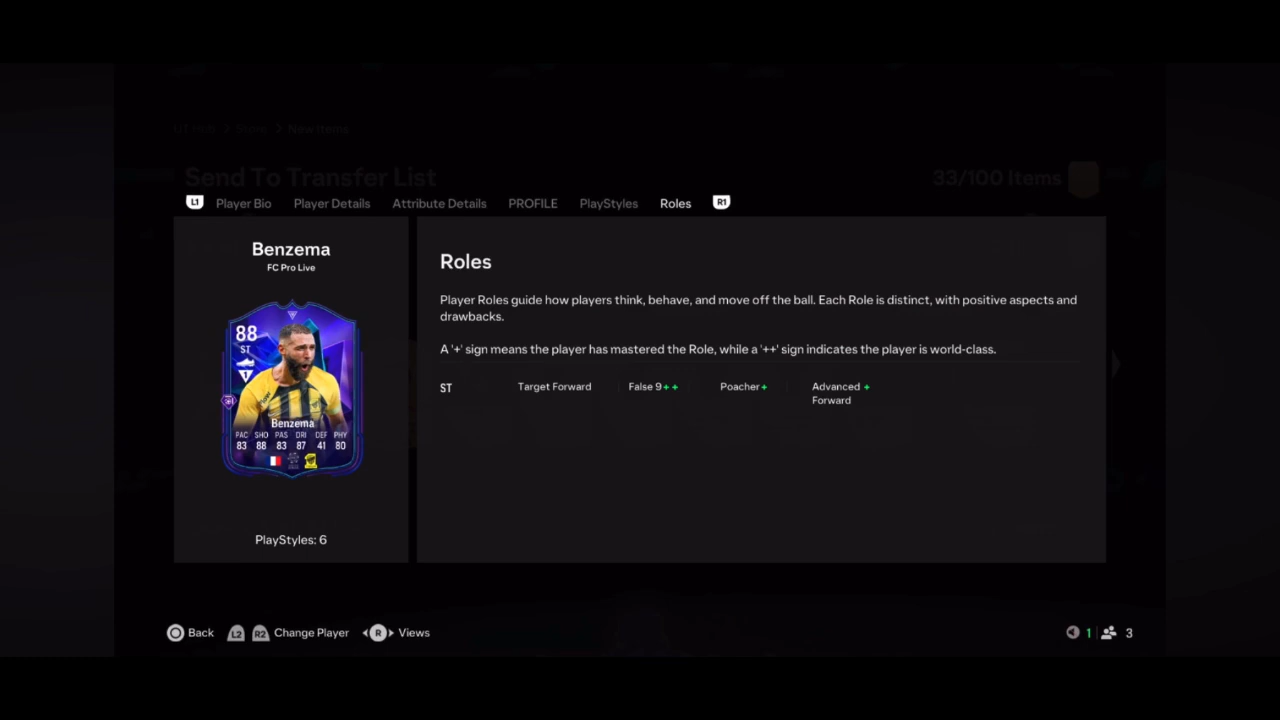 New Items
Send To Transfer List
33/100 Items
L1 Player Bio Player Details Attribute Details PROFILE PlayStyles Roles R1
Benzema
FC Pro Live
88
ST
1
Benzema
PAC SHO PAS DRI DEF PHY
83 88 83 87 41 80
PlayStyles: 6
Roles
Player Roles guide how players think, behave, and move off the ball. Each Role is distinct, with positive aspects and
drawbacks.
A '+' sign means the player has mastered the Role, while a '++' sign indicates the player is world-class.
ST Target Forward False 9++ Poacher+ Advanced +
Forward
Back L2 R2 Change Player R Views
1 3